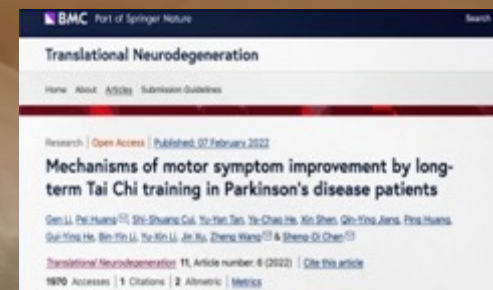 BMC Part of Springer Nature
Search
Translational Neurodegeneration
Home About Articles Submission Guidelines
Research | Open Access | Published: 07 February 2022
Mechanisms of motor symptom improvement by long-
term Tai Chi training in Parkinson's disease patients
Gen Li, Pei Huang, Shi-Shuang Cui, Yu-Yan Tan, Ya-Chao He, Xin Shen, Qin-Ying Jiang, Ping Huang,
Gui-Ying He, Bin-Yin Li, Yu-Xin Li, Jin Xu, Zheng Wang & Sheng-Di Chen
Translational Neurodegeneration 11, Article number: 6 (2022) | Cite this article
1970 Accesses | 1 Citations | 2 Altmetric | Metrics